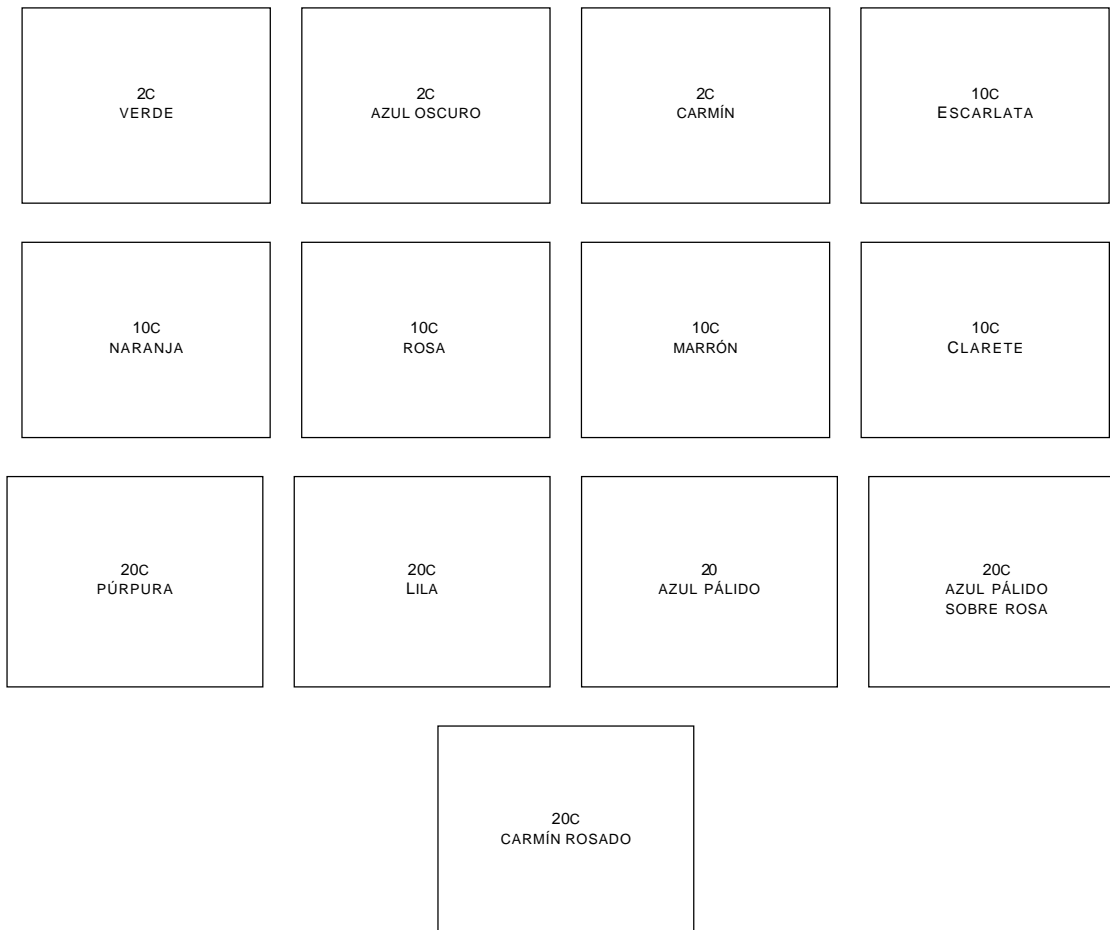 2C
VERDE
2C
AZUL OSCURO
2C
CARMÍN
10C
ESCARLATA
10C
NARANJA
10C
ROSA
10C
MARRÓN
10C
CLARETE
20C
PÚRPURA
20C
LILA
20
AZUL PÁLIDO
20C
AZUL PÁLIDO
SOBRE ROSA
20C
CARMÍN ROSADO